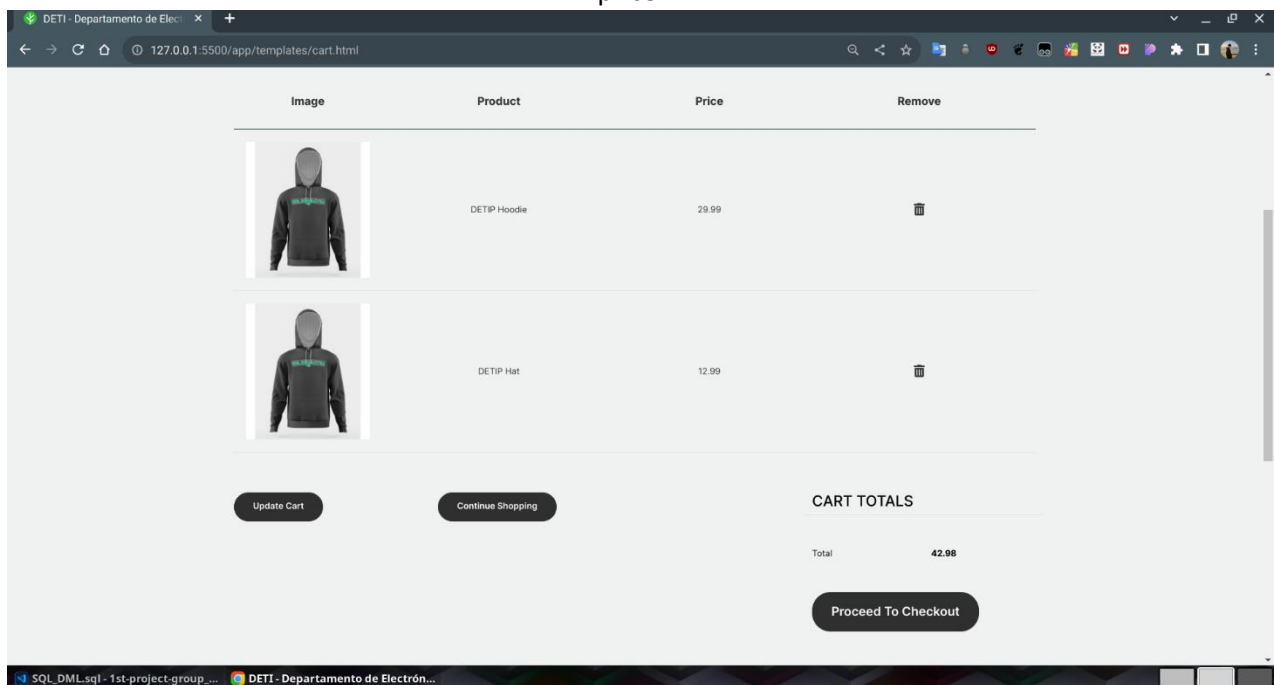 DETI - Departamento de Elect
127.0.0.1:5500/app/templates/cart.html
Image Product Price Remove
DETIP Hoodie 29.99
DETIP Hat 12.99
Update Cart Continue Shopping CART TOTALS
Total 42.98
Proceed To Checkout
SQL_DML.sql - 1st-project-group_... DETI - Departamento de Electrón...